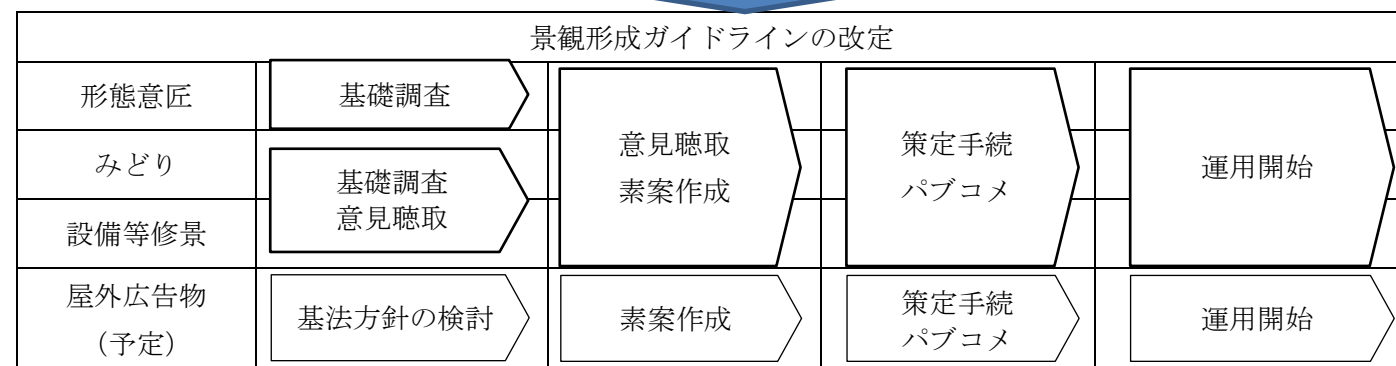 景観形成ガイドラインの改定
形態意匠
基礎調査
みどり
基礎調査
意見聴取
設備等修景
意見聴取
素案作成
策定手続
パブコメ
運用開始
屋外広告物
（予定）
基法方針の検討
素案作成
策定手続
パブコメ
運用開始